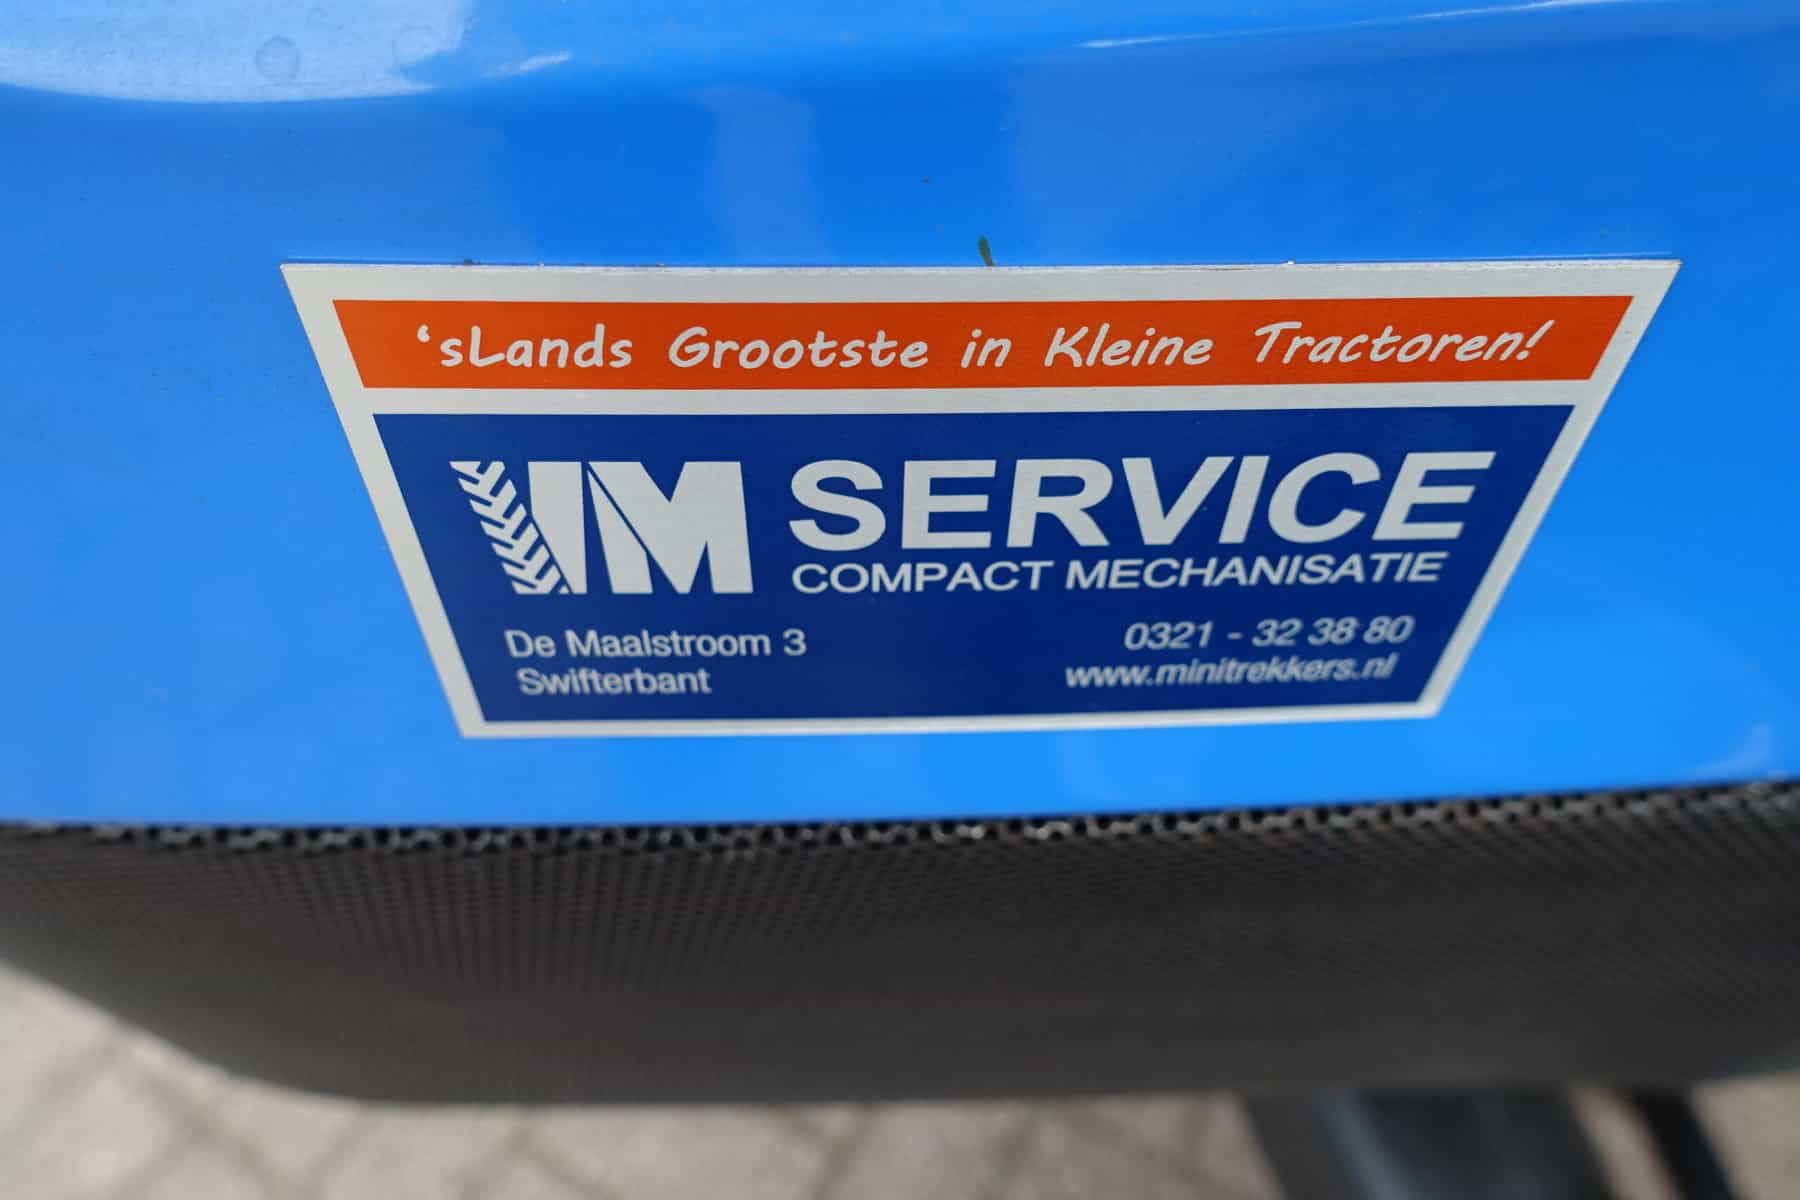 ‘sLands Grootste in Kleine Tractoren!
IM SERVICE
COMPACT MECHANISATIE
De Maalstroom 3
Swifterbant
0321 - 32 38 80
www.minitrekkers.nl